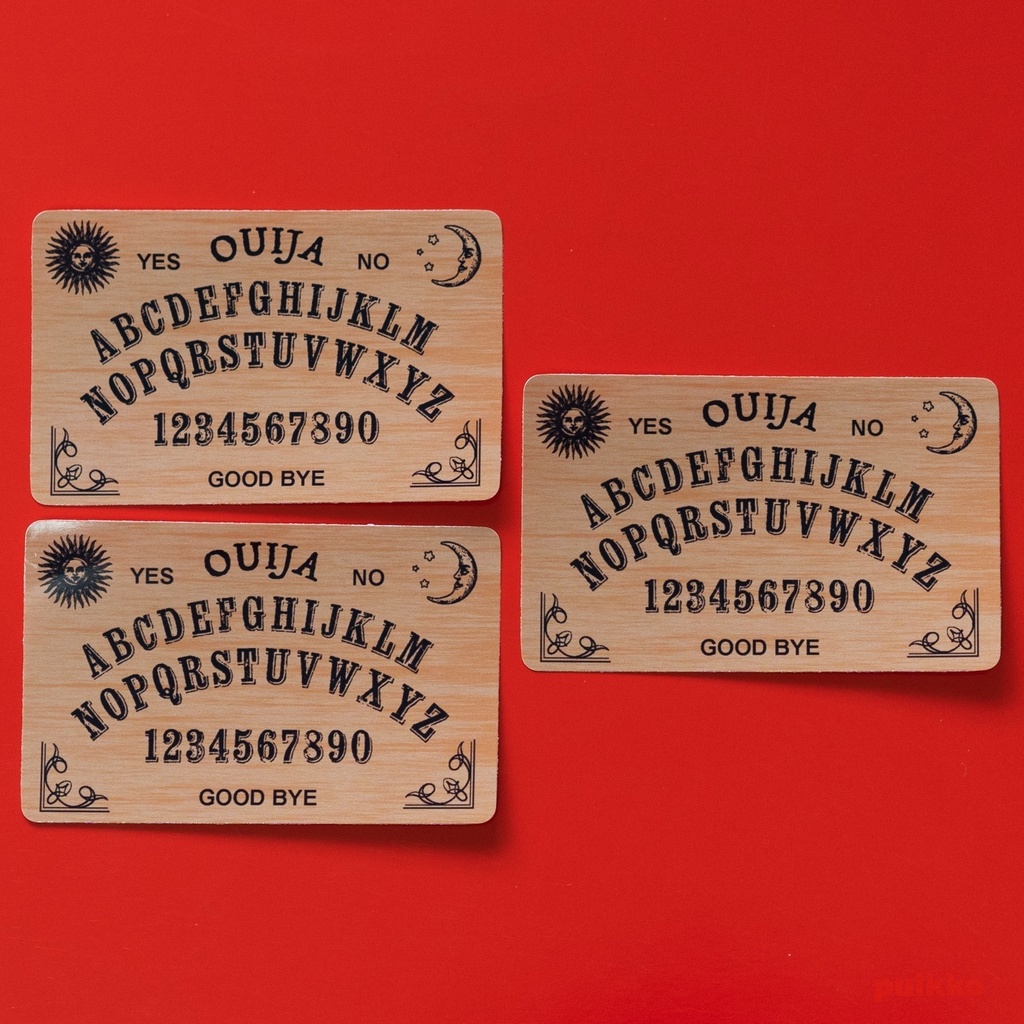 YES OUIJA NO
ABCDEFGHIJKLM
NOPQRSTUVWXYZ
1234567890
GOOD BYE
YES OUIJA NO
ABCDEFGHIJKLM
NOPQRSTUVWXYZ
1234567890
GOOD BYE
YES OUIJA NO
ABCDEFGHIJKLM
NOPQRSTUVWXYZ
1234567890
GOOD BYE
pulkko